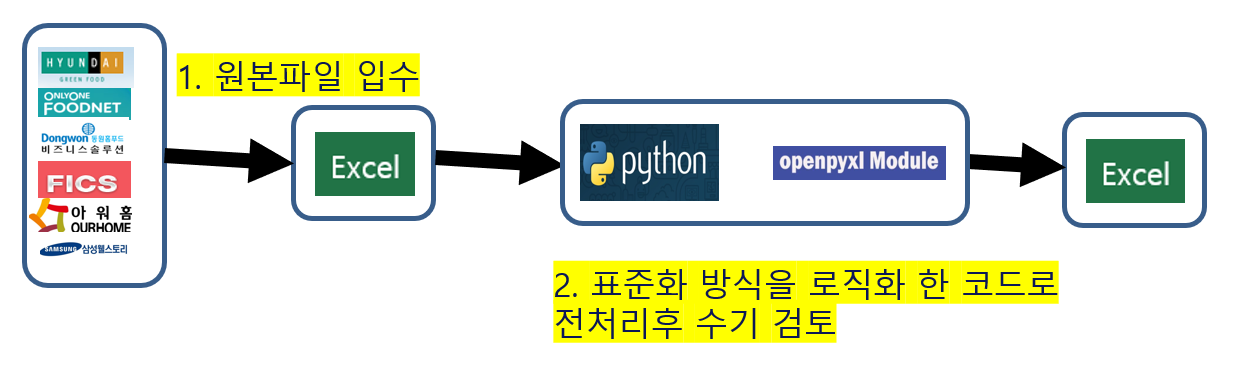 HYUNDAI
GREEN FOOD
ONLYONE
FOODNET
Dongwon 동원홈푸드
비즈니스솔루션
FICS
아워홈
OURHOME
SAMSUNG 삼성웰스토리
1. 원본파일 입수
Excel
python
openpyxl Module
Excel
2. 표준화 방식을 로직화 한 코드로
전처리후 수기 검토